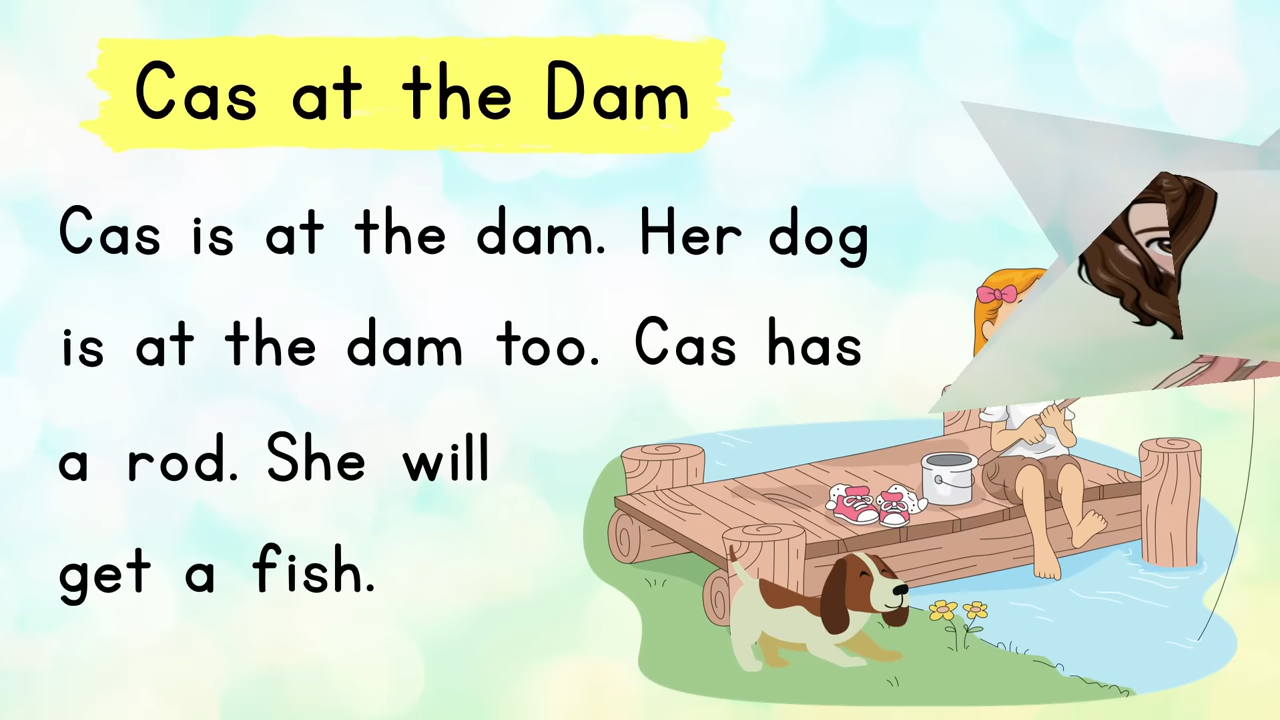 Cas at the Dam
Cas is at the dam. Her dog
is at the dam too. Cas has
a rod. She will
get a fish.